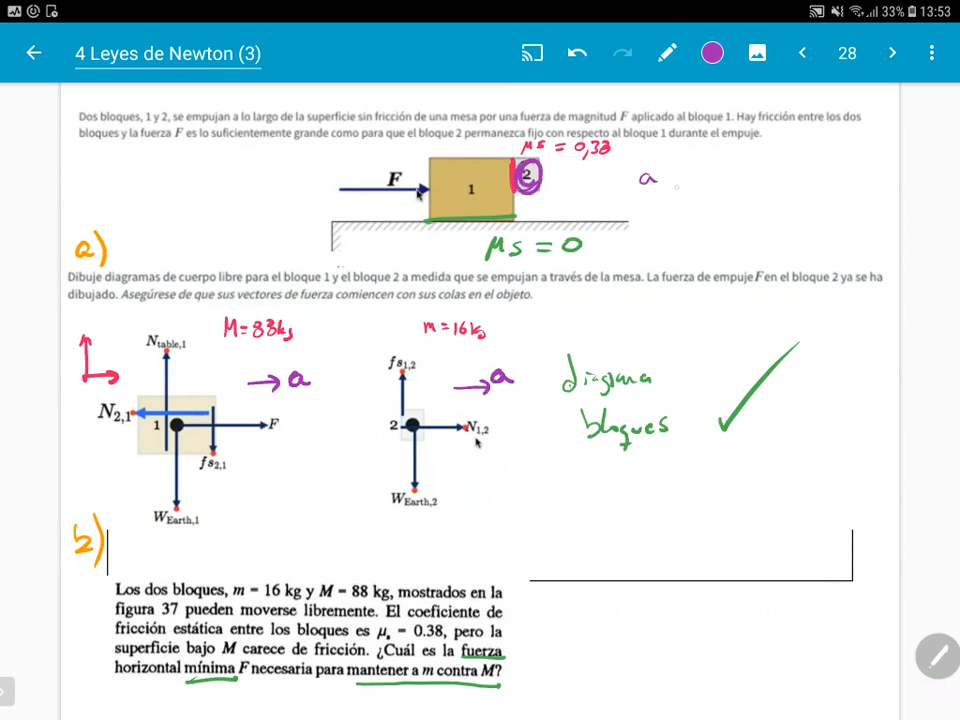 33% 13:53
4 Leyes de Newton (3)
28
Dos bloques, 1 y 2, se empujan a lo largo de la superficie sin fricción de una mesa por una fuerza de magnitud F aplicado al bloque 1. Hay fricción entre los dos
bloques y la fuerza F es lo suficientemente grande como para que el bloque 2 permanezca fijo con respecto al bloque 1 durante el empuje.
μs = 0,38
F
1
2
a
μs = 0
a)
Dibuje diagramas de cuerpo libre para el bloque 1 y el bloque 2 a medida que se empujan a través de la mesa. La fuerza de empuje F en el bloque 2 ya se ha
dibujado. Asegúrese de que sus vectores de fuerza comiencen con sus colas en el objeto.
M=88kg
m=16kg
Ntable,1
fs1,2
a
a
diagrama
bloques
N2,1
1
F
2
N1,2
fs2,1
WEarth,1
WEarth,2
b)
Los dos bloques, m = 16 kg y M = 88 kg, mostrados en la
figura 37 pueden moverse libremente. El coeficiente de
fricción estática entre los bloques es μs = 0.38, pero la
superficie bajo M carece de fricción. ¿Cuál es la fuerza
horizontal mínima F necesaria para mantener a m contra M?